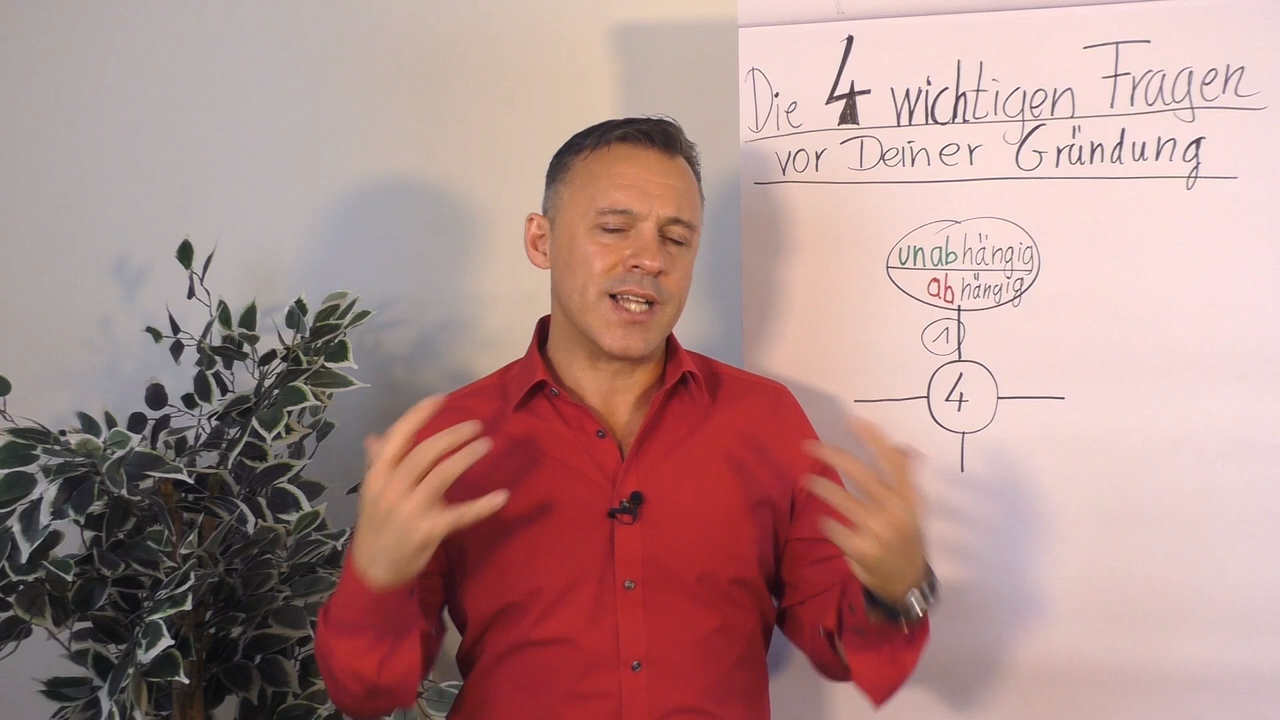 Die 4 wichtigen Fragen
vor Deiner Gründung
unabhängig
abhängig
1
4